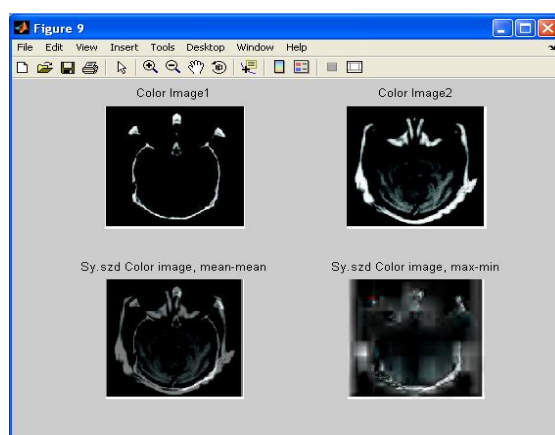 Figure 9
File Edit View Insert Tools Desktop Window Help
Color Image1
Color Image2
Sy.szd Color image, mean-mean
Sy.szd Color image, max-min